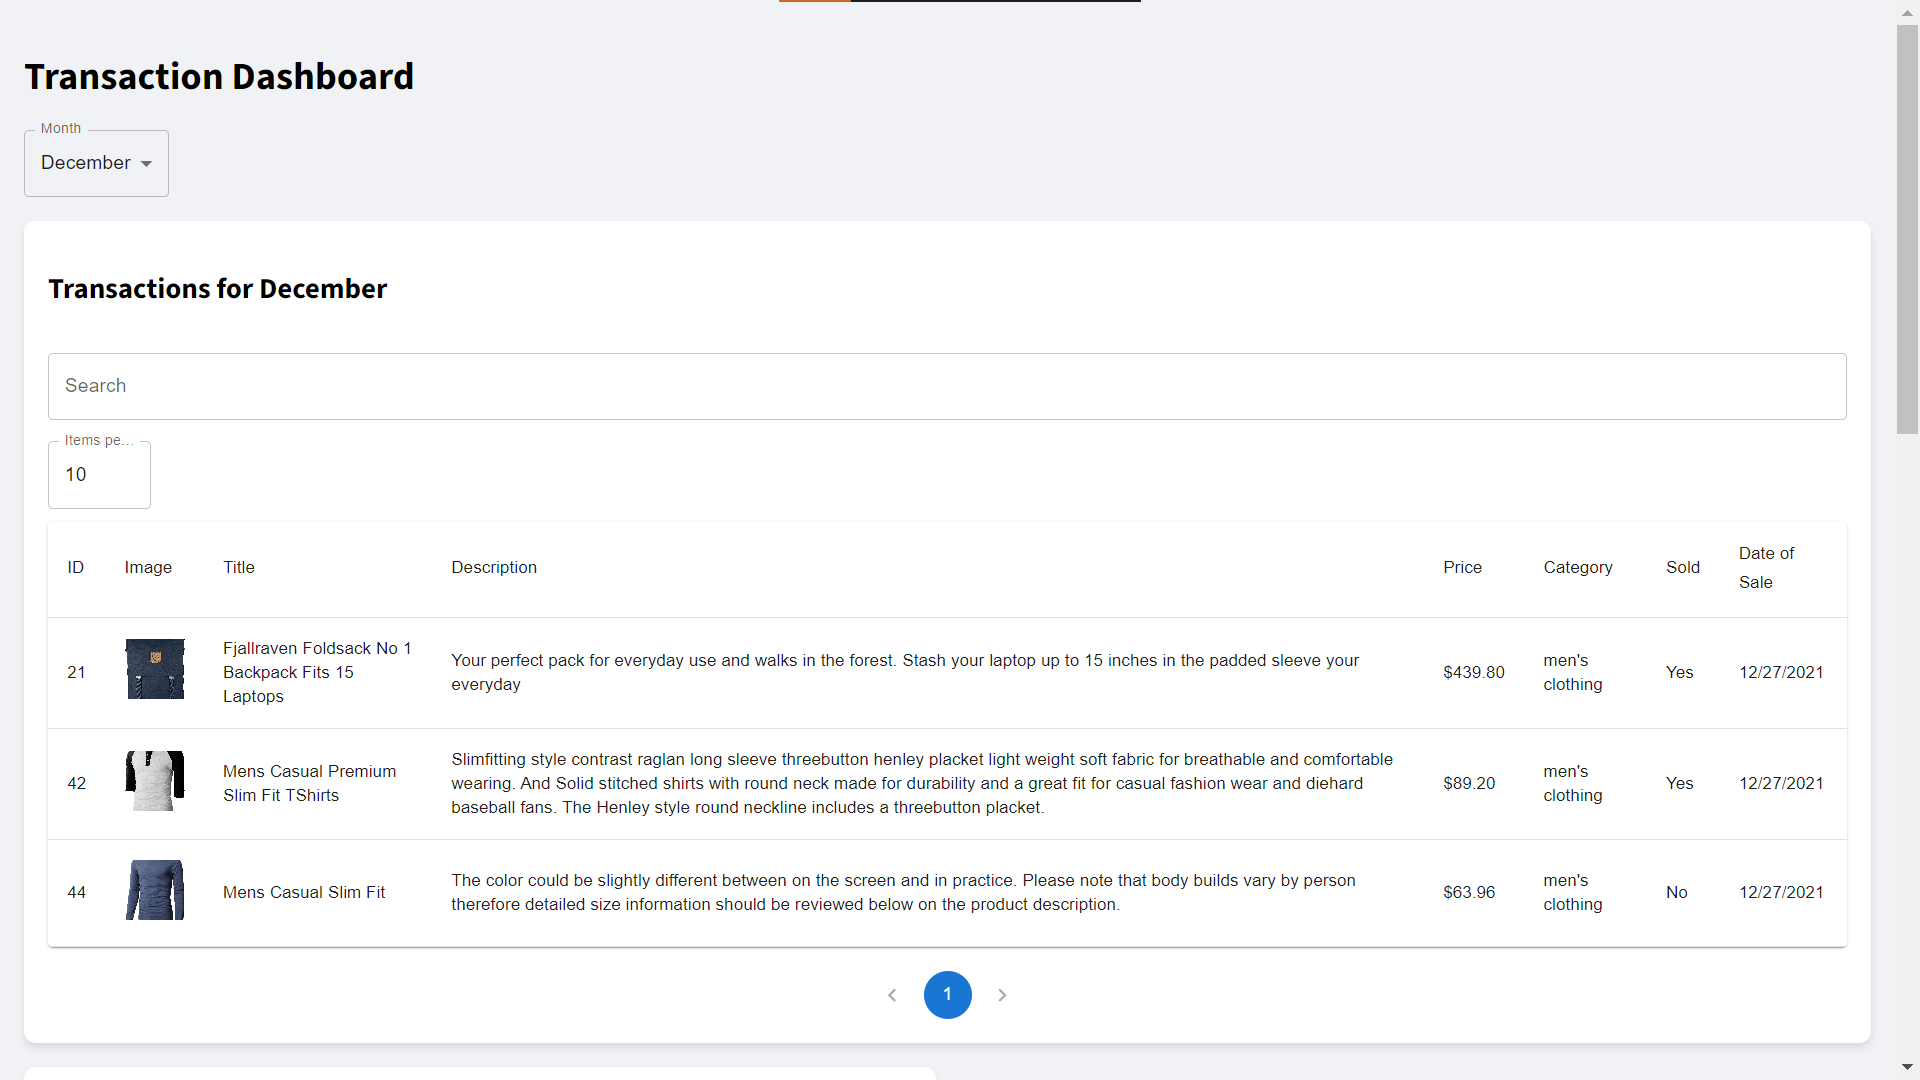 Transaction Dashboard
Month
December
Transactions for December
Search
Items pe...
10
ID Image Title Description Price Category Sold Date of
Sale
21 Fjallraven Foldsack No 1
Backpack Fits 15
Laptops
Your perfect pack for everyday use and walks in the forest. Stash your laptop up to 15 inches in the padded sleeve your
everyday
$439.80
men's
clothing
Yes
12/27/2021
42
Mens Casual Premium
Slim Fit TShirts
Slimfitting style contrast raglan long sleeve threebutton henley placket light weight soft fabric for breathable and comfortable
wearing. And Solid stitched shirts with round neck made for durability and a great fit for casual fashion wear and diehard
baseball fans. The Henley style round neckline includes a threebutton placket.
$89.20
men's
clothing
Yes
12/27/2021
44
Mens Casual Slim Fit
The color could be slightly different between on the screen and in practice. Please note that body builds vary by person
therefore detailed size information should be reviewed below on the product description.
$63.96
men's
clothing
No
12/27/2021
1